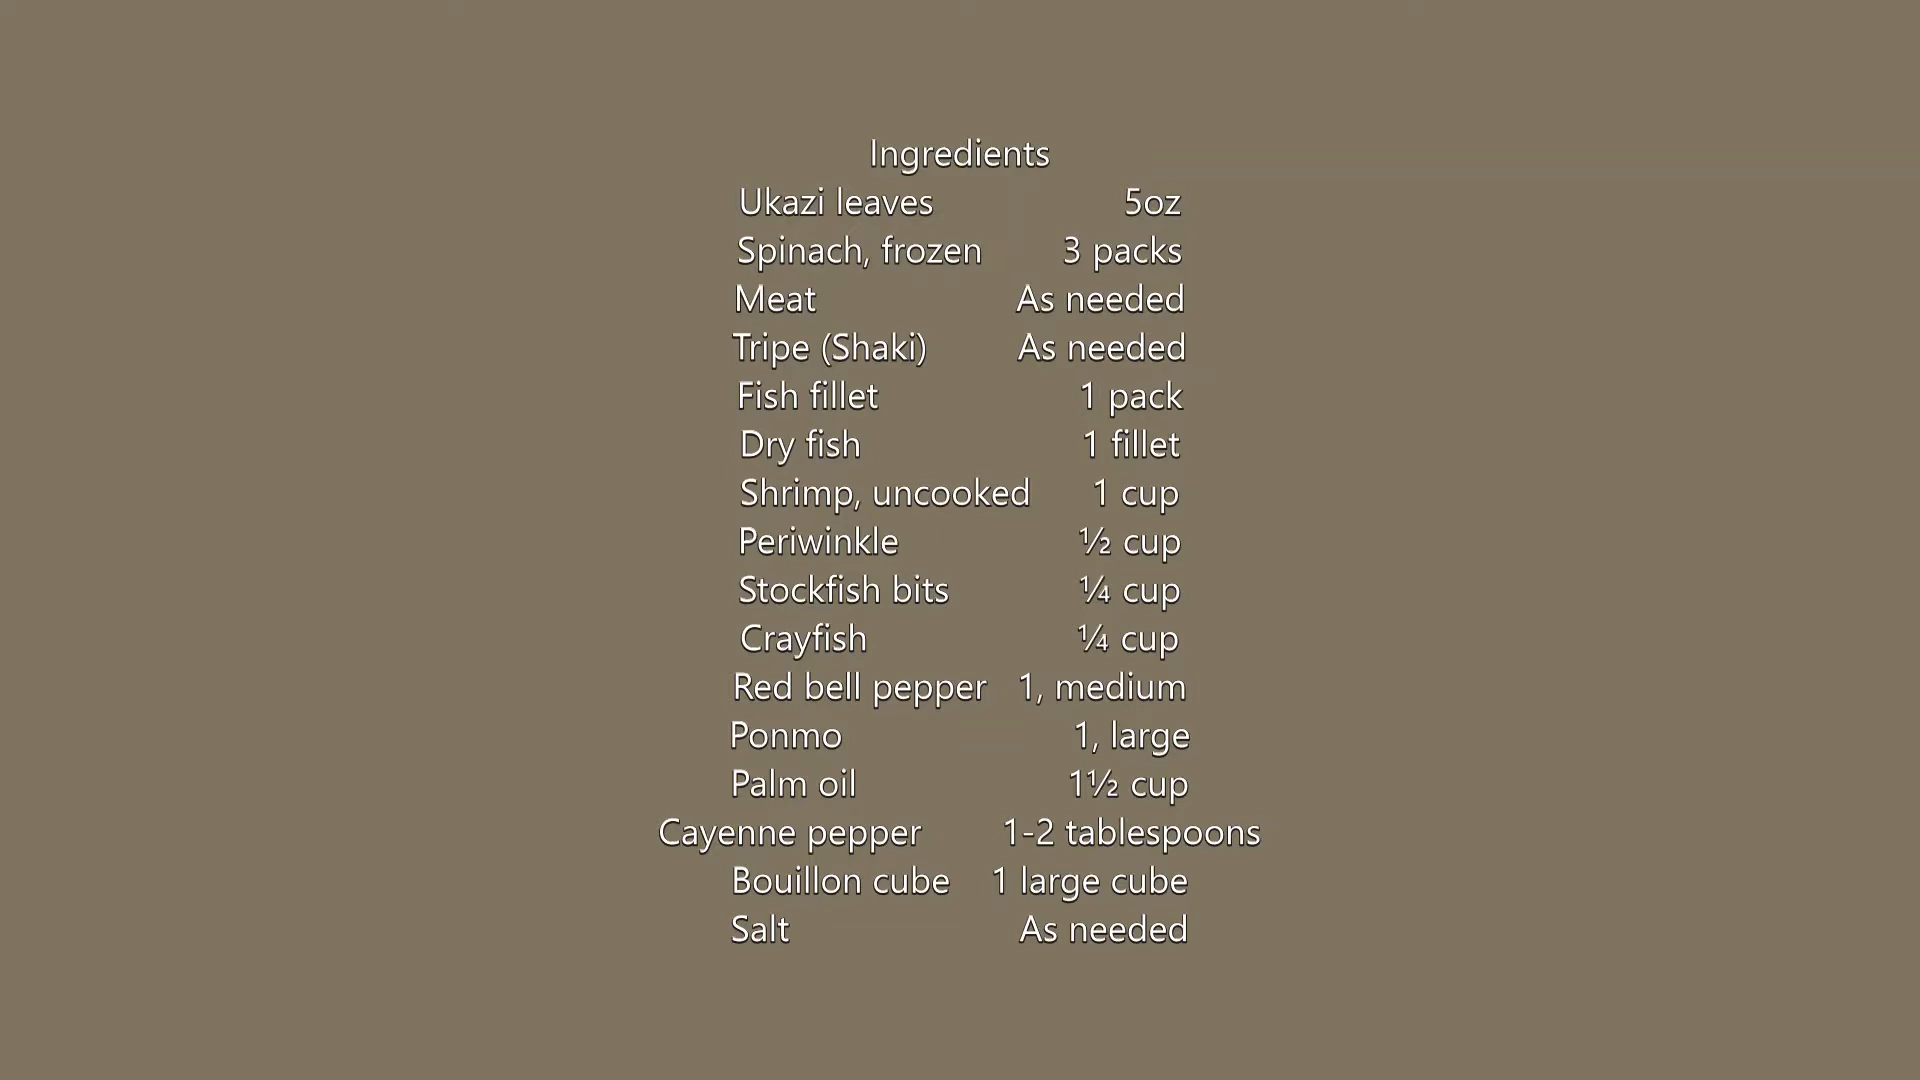 Ingredients
Ukazi leaves 5oz
Spinach, frozen 3 packs
Meat As needed
Tripe (Shaki) As needed
Fish fillet 1 pack
Dry fish 1 fillet
Shrimp, uncooked 1 cup
Periwinkle ½ cup
Stockfish bits ¼ cup
Crayfish ¼ cup
Red bell pepper 1, medium
Ponmo 1, large
Palm oil 1½ cup
Cayenne pepper 1-2 tablespoons
Bouillon cube 1 large cube
Salt As needed